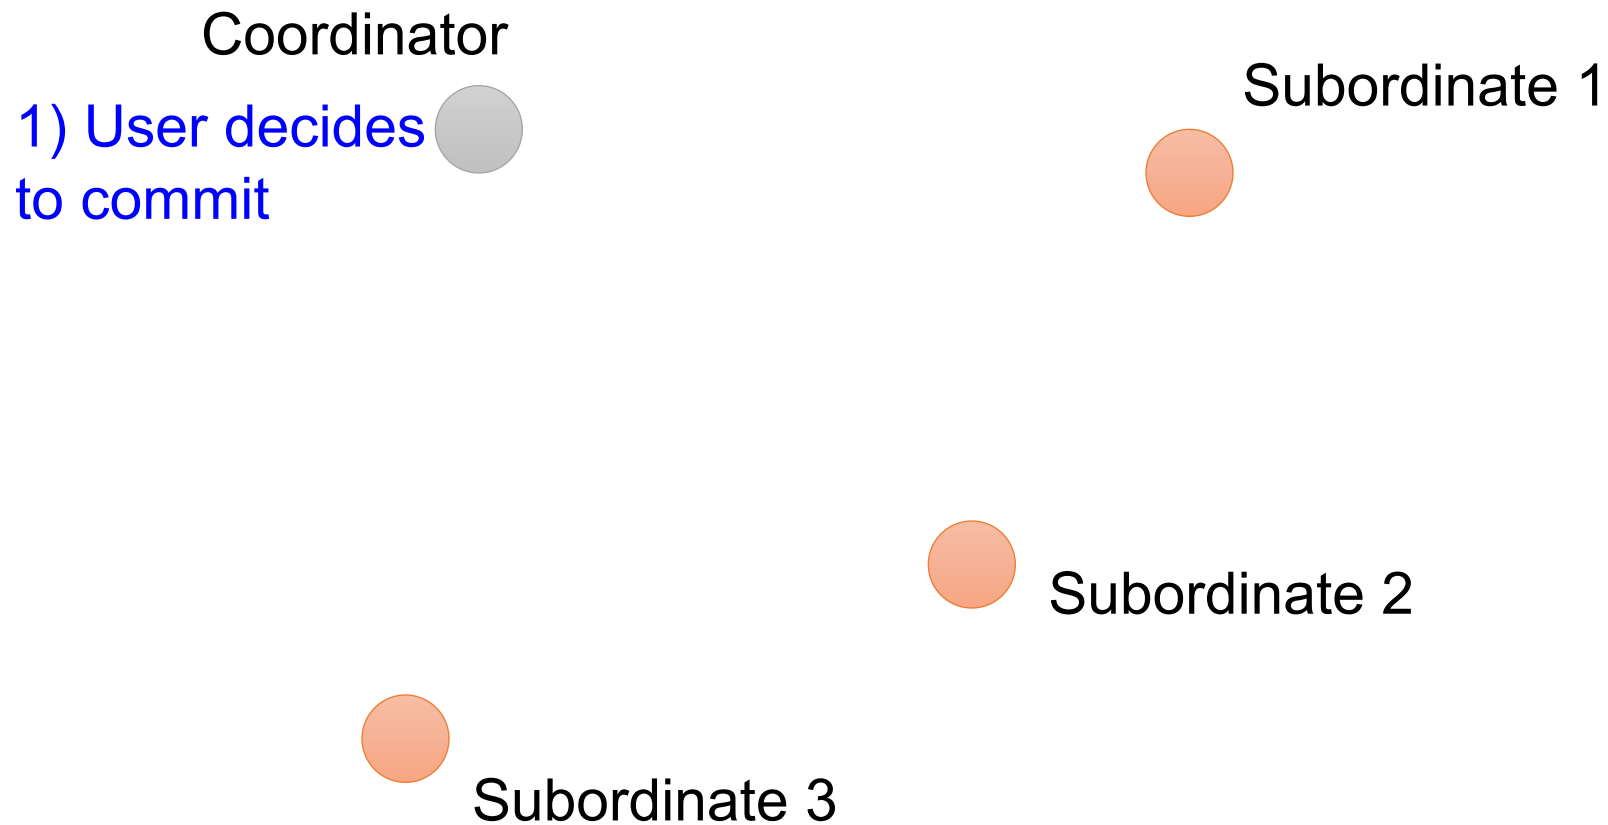 Coordinator
1) User decides
to commit
Subordinate 1
Subordinate 2
Subordinate 3